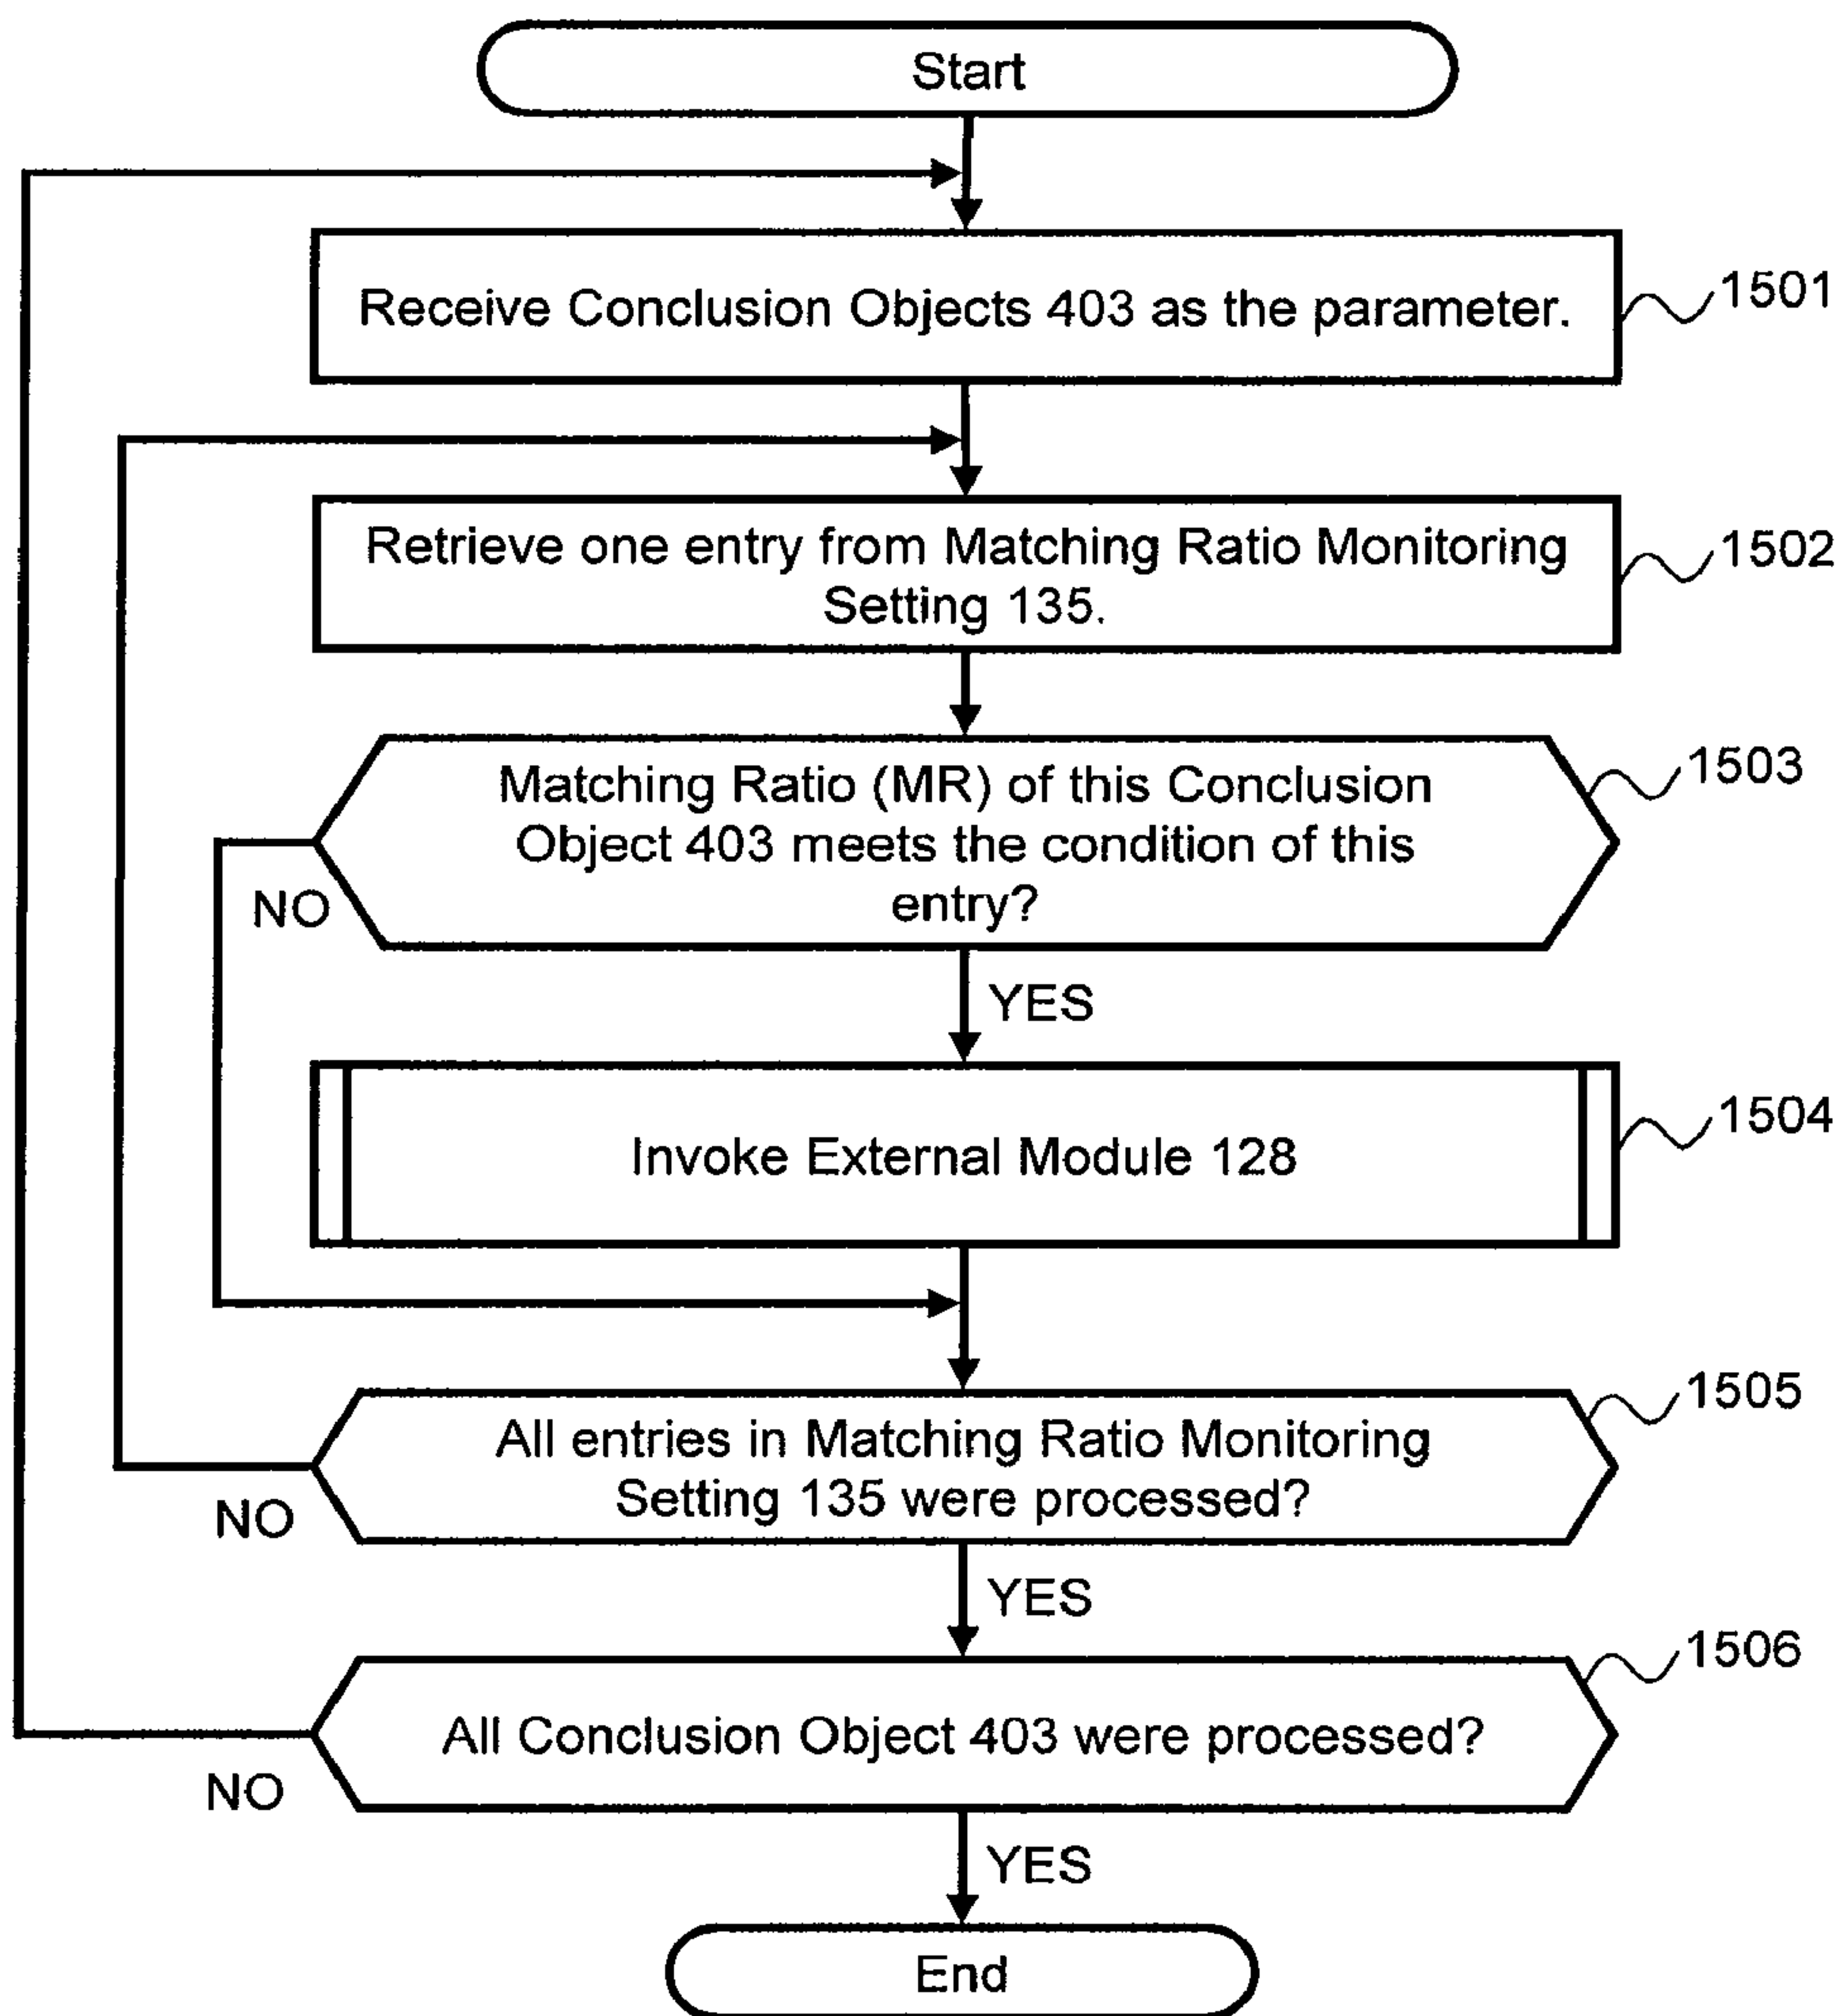 Start
Receive Conclusion Objects 403 as the parameter.
1501
Retrieve one entry from Matching Ratio Monitoring
Setting 135.
1502
Matching Ratio (MR) of this Conclusion
Object 403 meets the condition of this
entry?
1503
NO
YES
Invoke External Module 128
1504
All entries in Matching Ratio Monitoring
Setting 135 were processed?
1505
NO
YES
All Conclusion Object 403 were processed?
1506
NO
YES
End